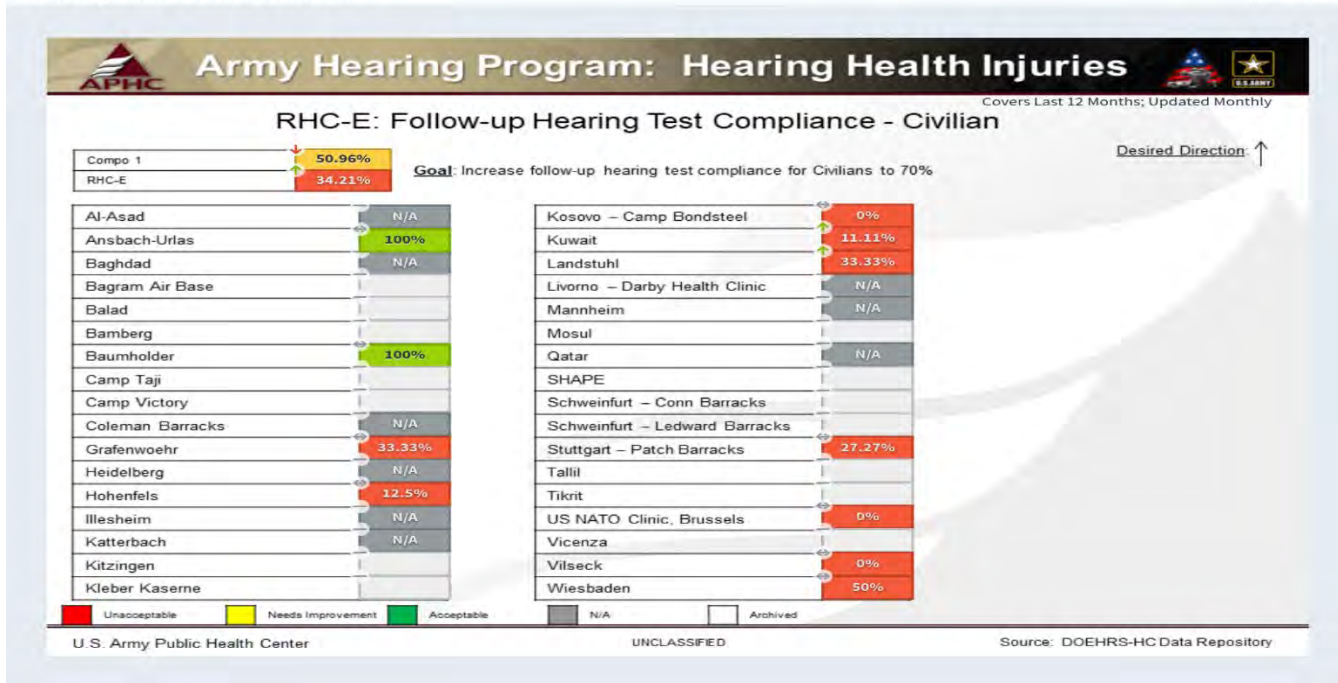 Army Hearing Program: Hearing Health Injuries
APHC
U.S. ARMY
Covers Last 12 Months; Updated Monthly
RHC-E: Follow-up Hearing Test Compliance - Civilian
Desired Direction:
Compo 1 50.96%
RHC-E 34.21%
Goal: Increase follow-up hearing test compliance for Civilians to 70%
Al-Asad N/A
Ansbach-Urlas 100%
Baghdad N/A
Bagram Air Base
Balad
Bamberg
Baumholder 100%
Camp Taji
Camp Victory
Coleman Barracks N/A
Grafenwoehr 33.33%
Heidelberg N/A
Hohenfels 12.5%
Illesheim N/A
Katterbach N/A
Kitzingen
Kleber Kaserne
Kosovo – Camp Bondsteel 0%
Kuwait 11.11%
Landstuhl 33.33%
Livorno – Darby Health Clinic N/A
Mannheim N/A
Mosul
Qatar N/A
SHAPE
Schweinfurt – Conn Barracks
Schweinfurt – Ledward Barracks
Stuttgart – Patch Barracks 27.27%
Tallil
Tikrit
US NATO Clinic, Brussels 0%
Vicenza
Vilseck 0%
Wiesbaden 50%
Unacceptable Needs Improvement Acceptable N/A Archived
U.S. Army Public Health Center UNCLASSIFIED Source: DOEHRS-HC Data Repository